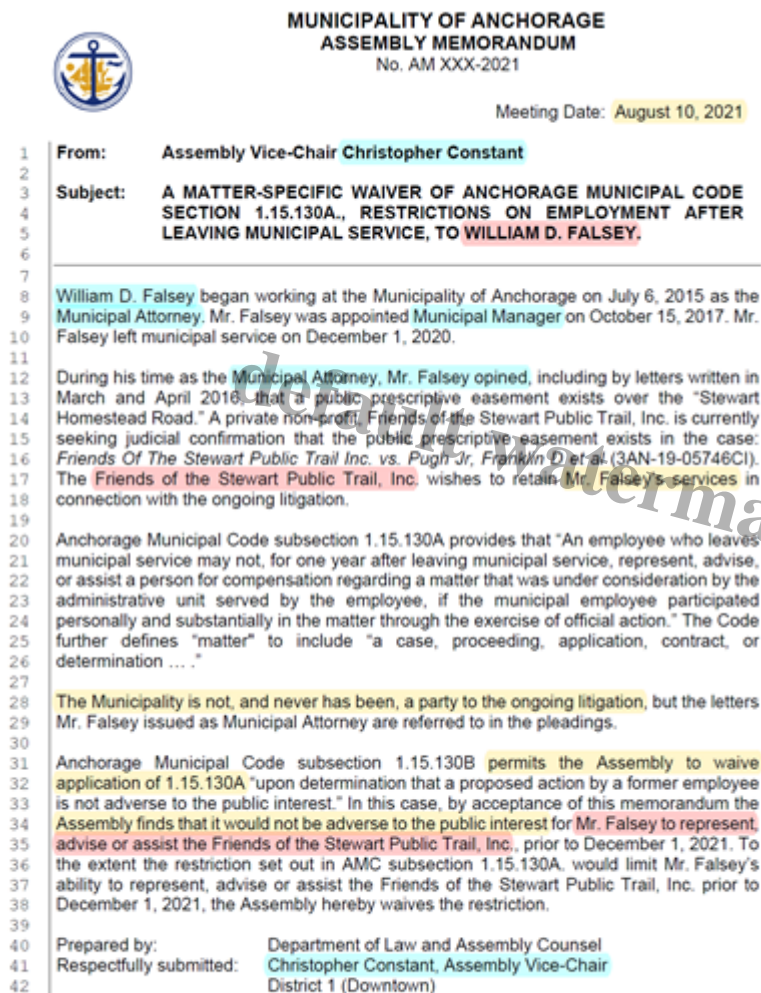 MUNICIPALITY OF ANCHORAGE
ASSEMBLY MEMORANDUM
No. AM XXX-2021
Meeting Date: August 10, 2021
1 From: Assembly Vice-Chair Christopher Constant
2
3 Subject: A MATTER-SPECIFIC WAIVER OF ANCHORAGE MUNICIPAL CODE
4 SECTION 1.15.130A., RESTRICTIONS ON EMPLOYMENT AFTER
5 LEAVING MUNICIPAL SERVICE, TO WILLIAM D. FALSEY.
6
7
8 William D. Falsey began working at the Municipality of Anchorage on July 6, 2015 as the
9 Municipal Attorney. Mr. Falsey was appointed Municipal Manager on October 15, 2017. Mr.
10 Falsey left municipal service on December 1, 2020.
11
12 During his time as the Municipal Attorney, Mr. Falsey opined, including by letters written in
13 March and April 2016, that a public prescriptive easement exists over the “Stewart
14 Homestead Road.” A private non-profit, Friends of the Stewart Public Trail, Inc. is currently
15 seeking judicial confirmation that the public prescriptive easement exists in the case:
16 Friends Of The Stewart Public Trail Inc. vs. Pugh Jr, Franklin D et al (3AN-19-05746CI).
17 The Friends of the Stewart Public Trail, Inc. wishes to retain Mr. Falsey's services in
18 connection with the ongoing litigation.
19
20 Anchorage Municipal Code subsection 1.15.130A provides that “An employee who leaves
21 municipal service may not, for one year after leaving municipal service, represent, advise,
22 or assist a person for compensation regarding a matter that was under consideration by the
23 administrative unit served by the employee, if the municipal employee participated
24 personally and substantially in the matter through the exercise of official action.” The Code
25 further defines “matter” to include “a case, proceeding, application, contract, or
26 determination … .”
27
28 The Municipality is not, and never has been, a party to the ongoing litigation, but the letters
29 Mr. Falsey issued as Municipal Attorney are referred to in the pleadings.
30
31 Anchorage Municipal Code subsection 1.15.130B permits the Assembly to waive
32 application of 1.15.130A “upon determination that a proposed action by a former employee
33 is not adverse to the public interest.” In this case, by acceptance of this memorandum the
34 Assembly finds that it would not be adverse to the public interest for Mr. Falsey to represent,
35 advise or assist the Friends of the Stewart Public Trail, Inc., prior to December 1, 2021. To
36 the extent the restriction set out in AMC subsection 1.15.130A. would limit Mr. Falsey's
37 ability to represent, advise or assist the Friends of the Stewart Public Trail, Inc. prior to
38 December 1, 2021, the Assembly hereby waives the restriction.
39
40 Prepared by: Department of Law and Assembly Counsel
41 Respectfully submitted: Christopher Constant, Assembly Vice-Chair
42 District 1 (Downtown)
default waterma